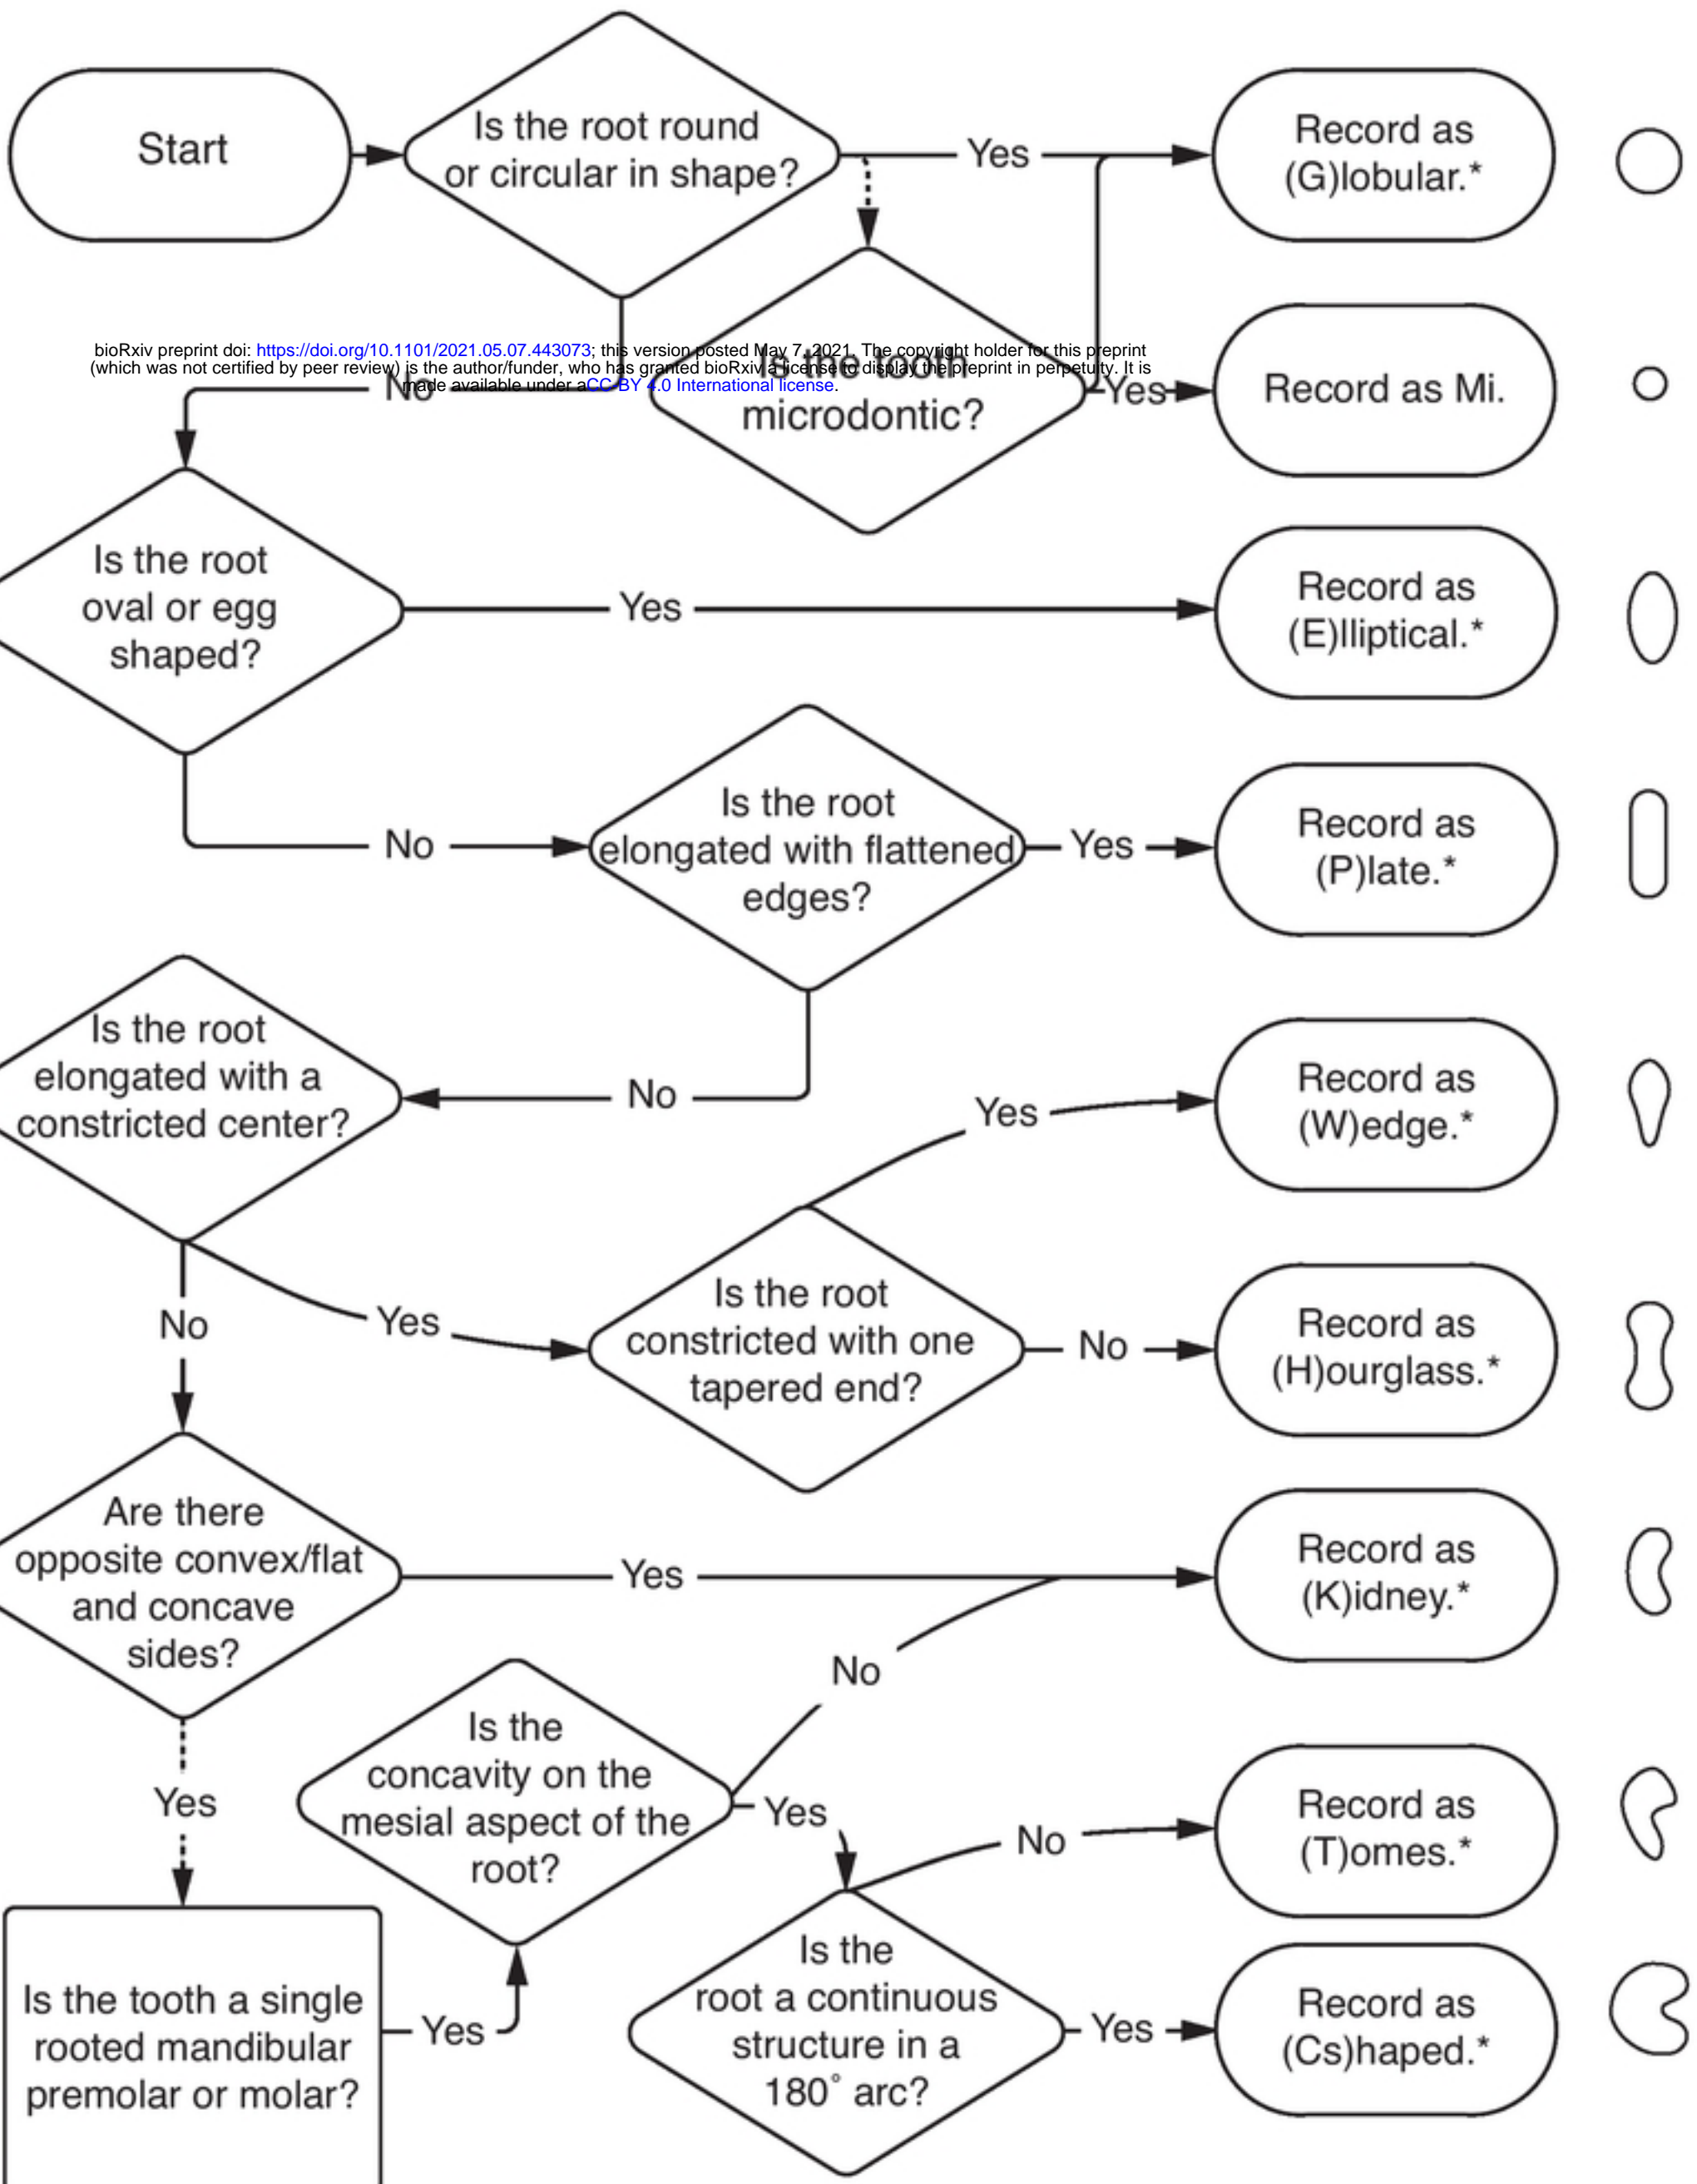 Start
Is the root round
or circular in shape?
Yes
Record as
(G)lobular.*
bioRxiv preprint doi: https://doi.org/10.1101/2021.05.07.443073; this version posted May 7, 2021. The copyright holder for this preprint
(which was not certified by peer review) is the author/funder, who has granted bioRxiv a license to display the preprint in perpetuity. It is
made available under aCC-BY 4.0 International license.
No
Is the tooth
microdontic?
Yes
Record as Mi.
Is the root
oval or egg
shaped?
Yes
Record as
(E)lliptical.*
No
Is the root
elongated with flattened
edges?
Yes
Record as
(P)late.*
Is the root
elongated with a
constricted center?
No
Yes
Record as
(W)edge.*
No
Yes
Is the root
constricted with one
tapered end?
No
Record as
(H)ourglass.*
Are there
opposite convex/flat
and concave
sides?
Yes
Record as
(K)idney.*
No
Yes
Is the
concavity on the
mesial aspect of the
root?
Yes
No
Record as
(T)omes.*
Is the tooth a single
rooted mandibular
premolar or molar?
Yes
Is the
root a continuous
structure in a
180° arc?
Yes
Record as
(Cs)haped.*